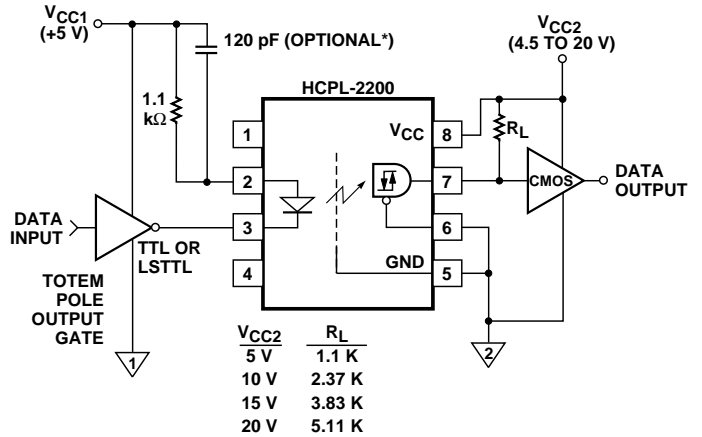 VCC1
(+5 V)
120 pF (OPTIONAL*)
1.1
kΩ
HCPL-2200
VCC2
(4.5 TO 20 V)
1
2
3
4
VCC
GND
8
7
6
5
RL
CMOS
DATA
OUTPUT
DATA
INPUT
TTL OR
LSTTL
TOTEM
POLE
OUTPUT
GATE
1
2
VCC2 RL
5 V 1.1 K
10 V 2.37 K
15 V 3.83 K
20 V 5.11 K